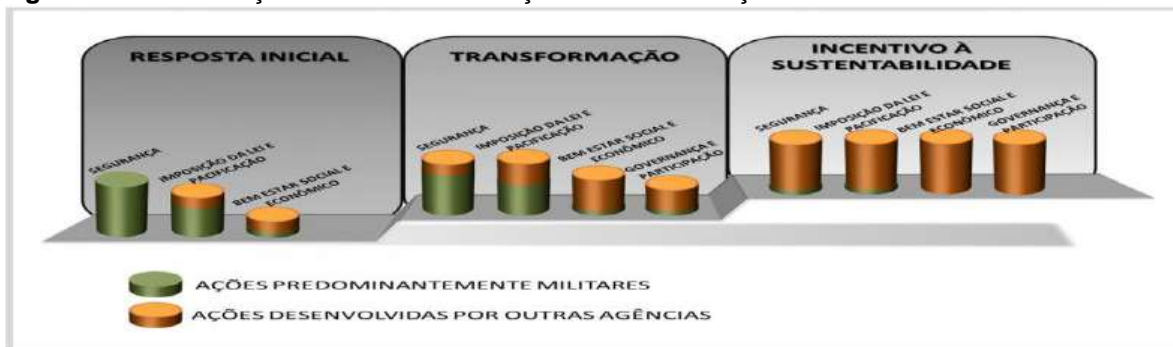 RESPOSTA INICIAL
SEGURANÇA
IMPOSIÇÃO DA LEI E
PACIFICAÇÃO
BEM ESTAR SOCIAL E
ECONÔMICO
TRANSFORMAÇÃO
SEGURANÇA
IMPOSIÇÃO DA LEI E
PACIFICAÇÃO
BEM ESTAR SOCIAL E
ECONÔMICO
GOVERNANÇA E
PARTICIPAÇÃO
INCENTIVO À
SUSTENTABILIDADE
SEGURANÇA
IMPOSIÇÃO DA LEI E
PACIFICAÇÃO
BEM ESTAR SOCIAL E
ECONÔMICO
GOVERNANÇA E
PARTICIPAÇÃO
AÇÕES PREDOMINANTEMENTE MILITARES
AÇÕES DESENVOLVIDAS POR OUTRAS AGÊNCIAS